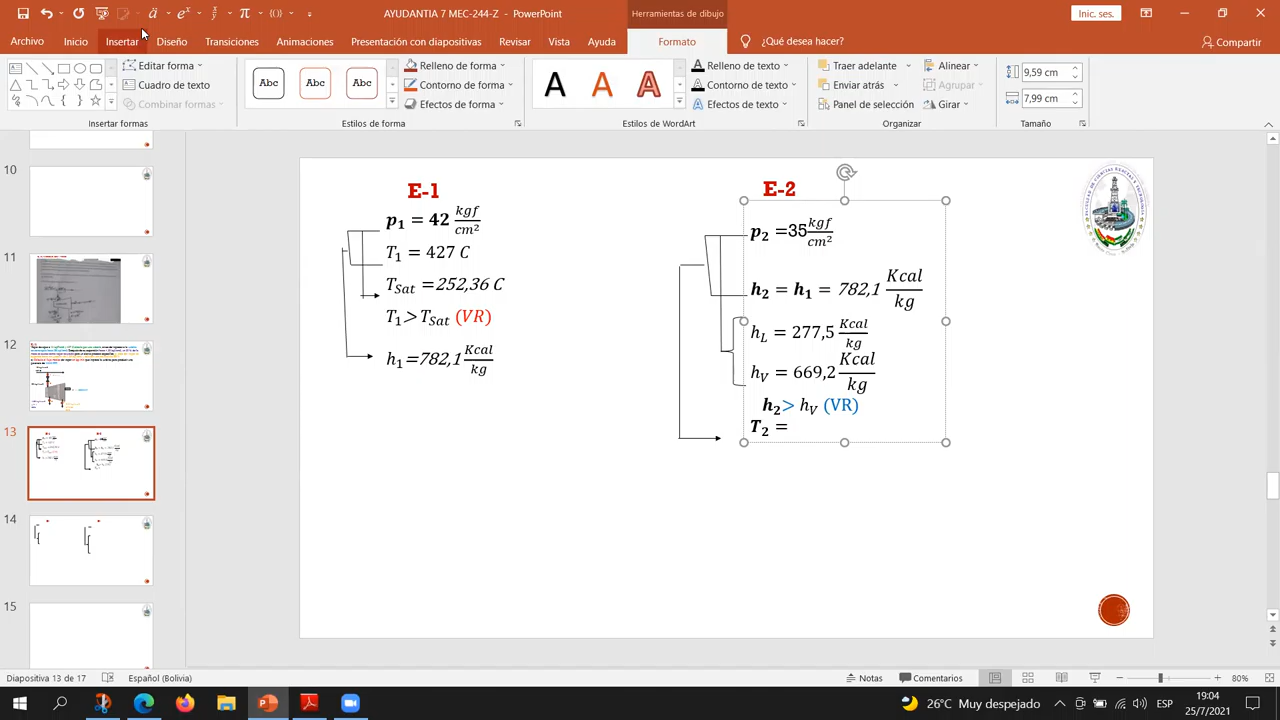 AYUDANTIA 7 MEC-244-Z - PowerPoint
Herramientas de dibujo
Inic. ses.
Archivo Inicio Insertar Diseño Transiciones Animaciones Presentación con diapositivas Revisar Vista Ayuda Formato ¿Qué desea hacer? Compartir
Editar forma
Cuadro de texto
Combinar formas
Insertar formas
Abc Abc Abc
Relleno de forma
Contorno de forma
Efectos de forma
Estilos de forma
A A A
Relleno de texto
Contorno de texto
Efectos de texto
Estilos de WordArt
Traer adelante
Enviar atrás
Panel de selección
Alinear
Agrupar
Girar
Organizar
9,59 cm
7,99 cm
Tamaño
10
11
12
13
14
15
E-1
p₁ = 42 kgf/cm²
T₁ = 427 C
T_Sat =252,36 C
T₁> T_Sat (VR)
h₁=782,1 Kcal/kg
E-2
p₂ =35 kgf/cm²
h₂ = h₁ = 782,1 Kcal/kg
h_L = 277,5 Kcal/kg
h_V = 669,2 Kcal/kg
h₂> h_V (VR)
T₂ =
Diapositiva 13 de 17
Español (Bolivia)
Notas
Comentarios
80%
26°C Muy despejado
ESP
19:04
25/7/2021